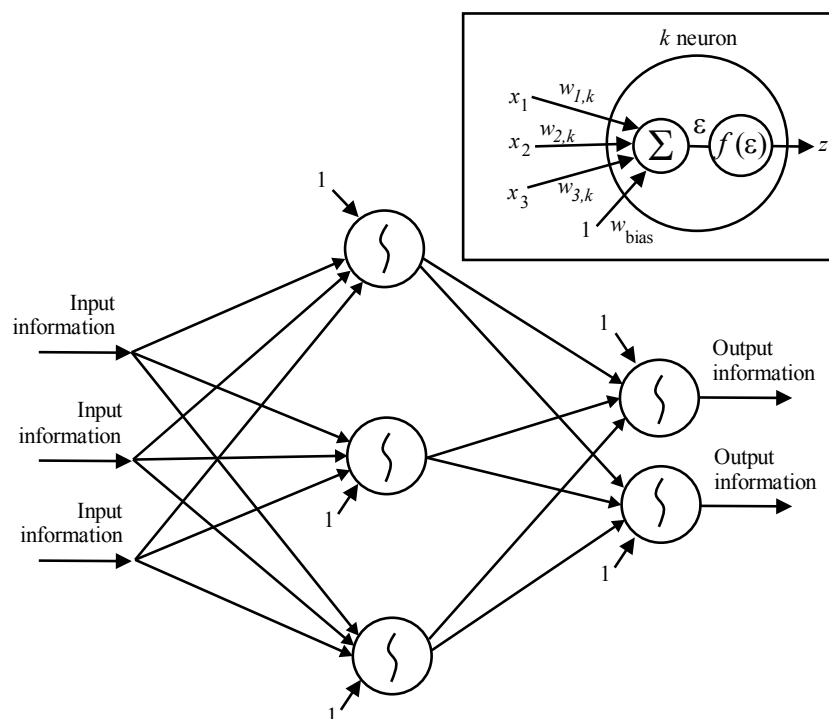 k neuron
x1
w1,k
x2
w2,k
x3
w3,k
1
wbias
Σ
ε
f (ε)
z
1
Input
information
Input
information
Input
information
1
1
1
Output
information
1
Output
information